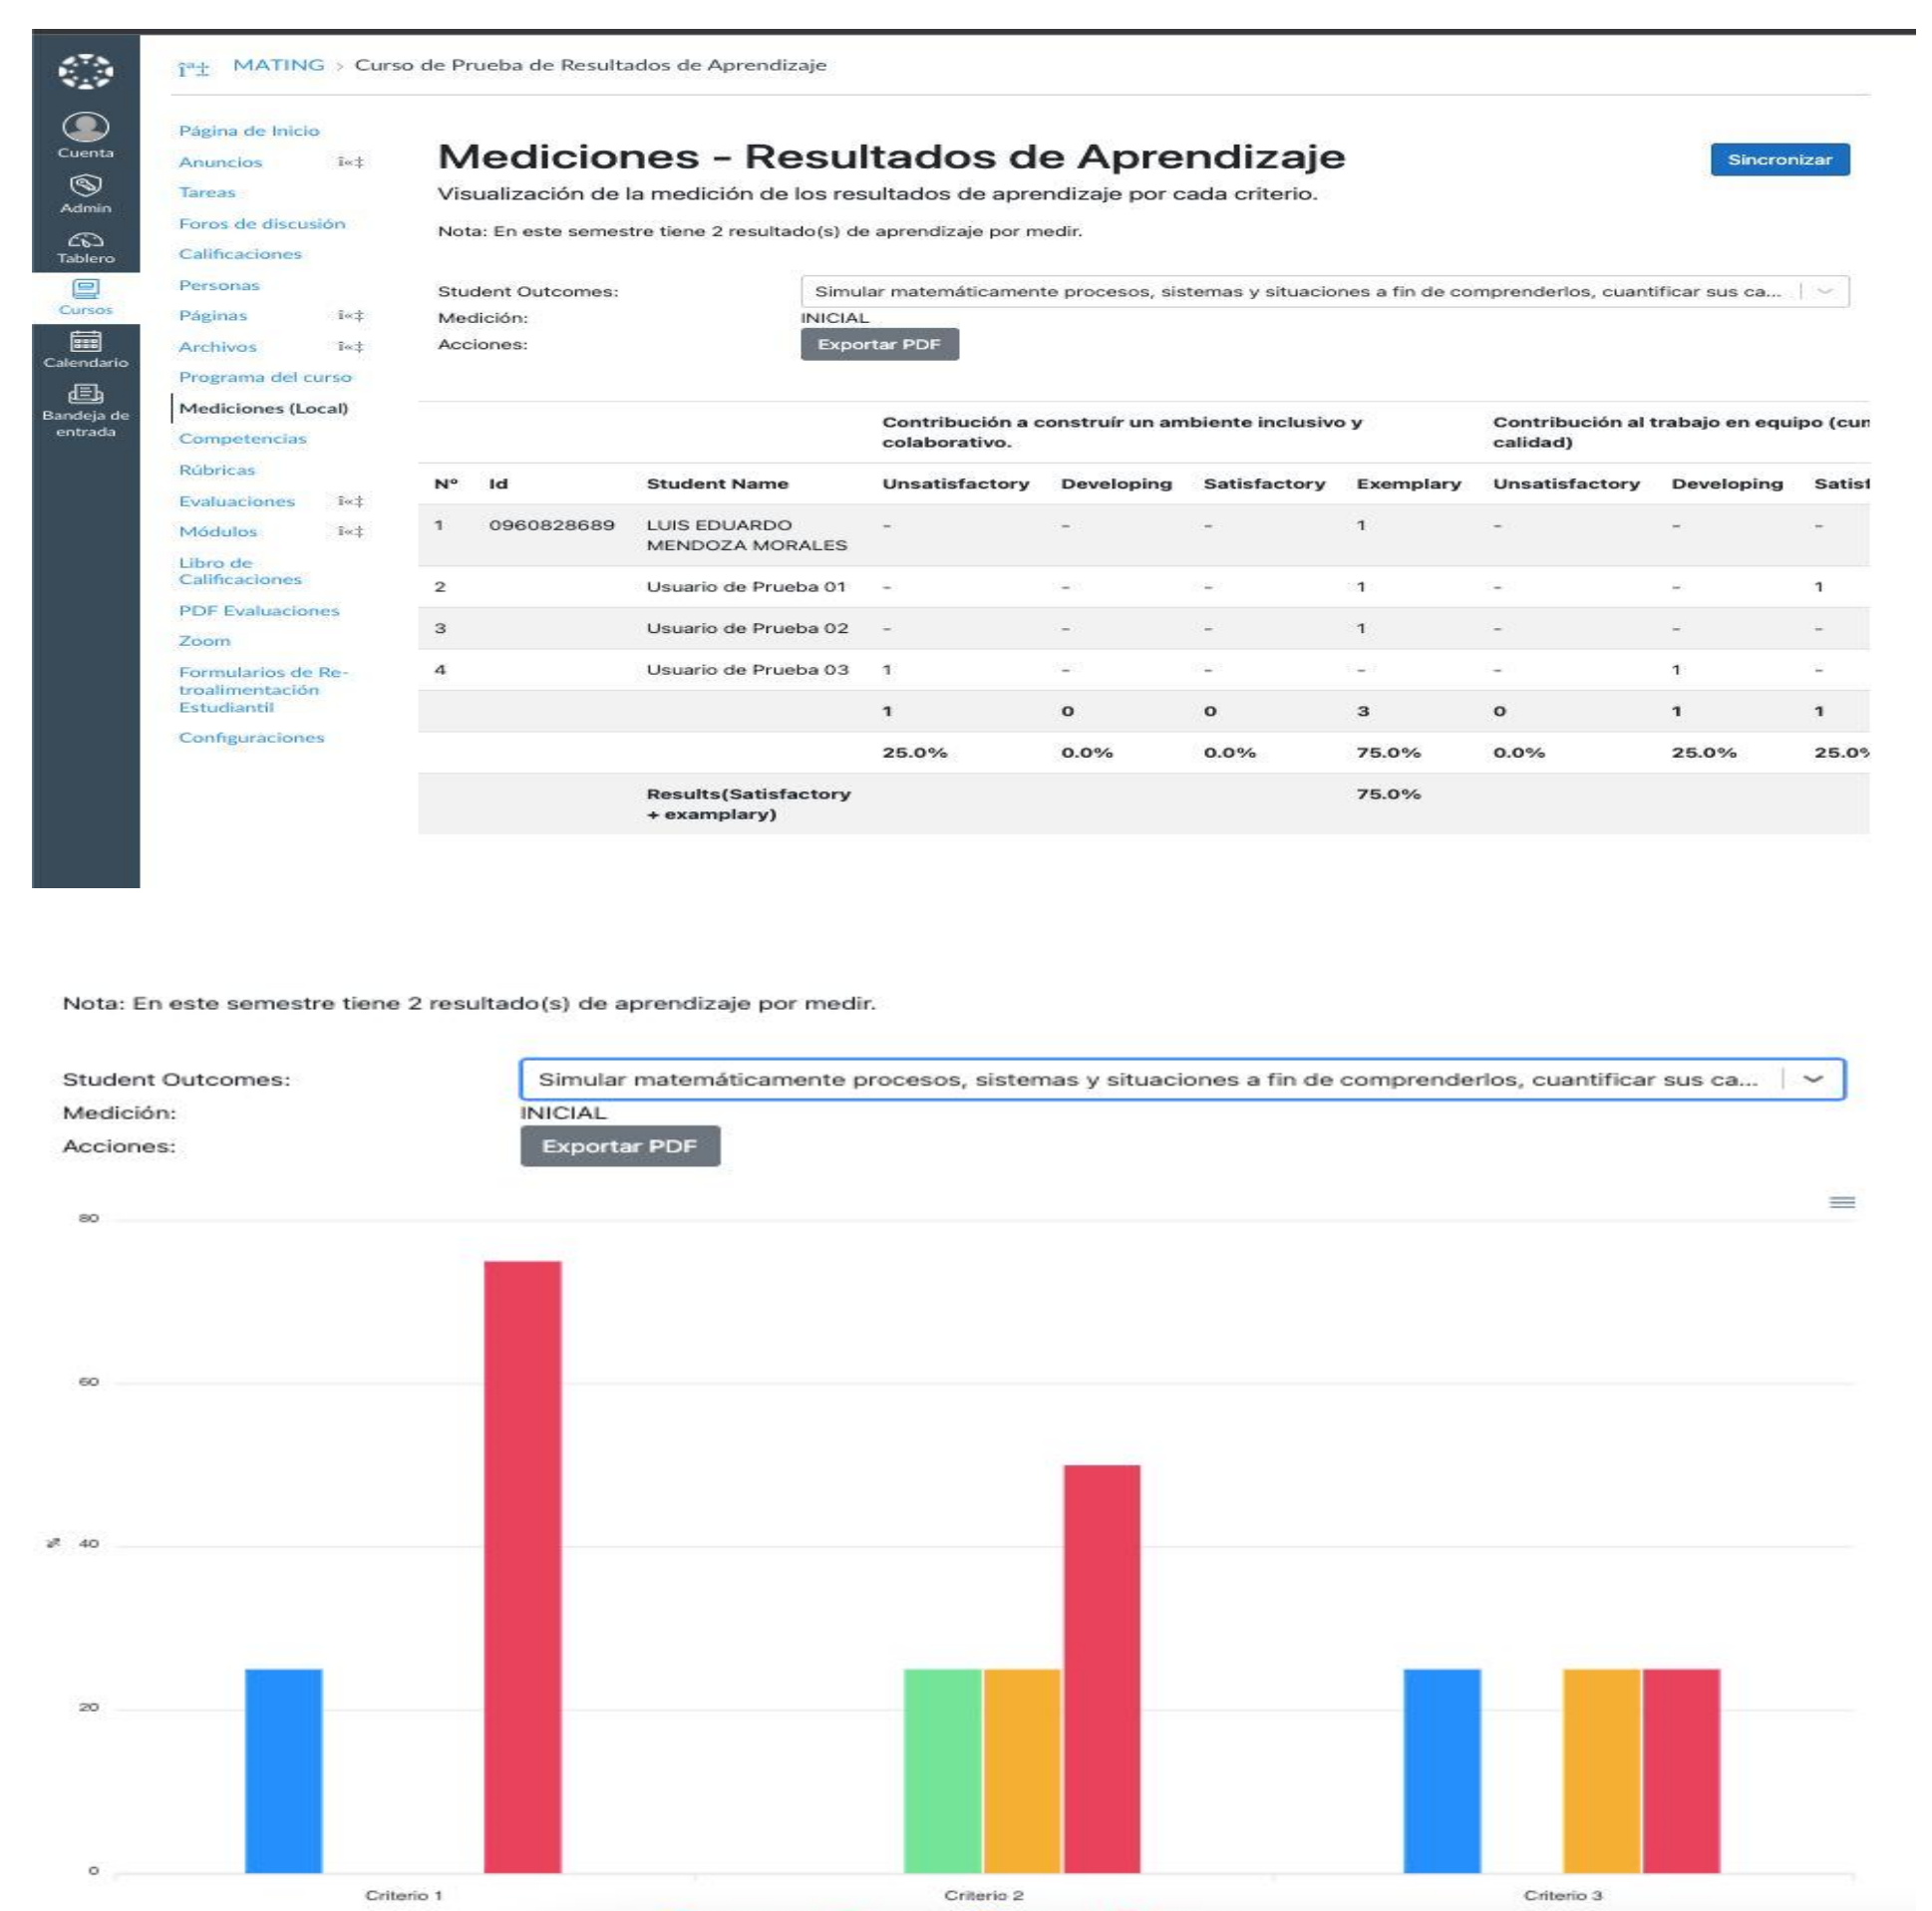 MATING > Curso de Prueba de Resultados de Aprendizaje
Cuenta
Admin
Tablero
Cursos
Calendario
Bandeja de
entrada
Página de Inicio
Anuncios
Tareas
Foros de discusión
Calificaciones
Personas
Páginas
Archivos
Programa del curso
Mediciones (Local)
Competencias
Rúbricas
Evaluaciones
Módulos
Libro de
Calificaciones
PDF Evaluaciones
Zoom
Formularios de Re-
troalimentación
Estudiantil
Configuraciones
Mediciones - Resultados de Aprendizaje
Sincronizar
Visualización de la medición de los resultados de aprendizaje por cada criterio.
Nota: En este semestre tiene 2 resultado(s) de aprendizaje por medir.
Student Outcomes: Simular matemáticamente procesos, sistemas y situaciones a fin de comprenderlos, cuantificar sus ca...
Medición: INICIAL
Acciones: Exportar PDF
Contribución a construír un ambiente inclusivo y Contribución al trabajo en equipo (cum
colaborativo. calidad)
Nº Id Student Name Unsatisfactory Developing Satisfactory Exemplary Unsatisfactory Developing Satisf
1 0960828689 LUIS EDUARDO - - - 1 - - -
MENDOZA MORALES
2 Usuario de Prueba 01 - - - 1 - - 1
3 Usuario de Prueba 02 - - - 1 - - -
4 Usuario de Prueba 03 1 - - - - 1 -
1 0 0 3 0 1 1
25.0% 0.0% 0.0% 75.0% 0.0% 25.0% 25.0%
Results(Satisfactory 75.0%
+ examplary)
Nota: En este semestre tiene 2 resultado(s) de aprendizaje por medir.
Student Outcomes: Simular matemáticamente procesos, sistemas y situaciones a fin de comprenderlos, cuantificar sus ca...
Medición: INICIAL
Acciones: Exportar PDF
80
60
% 40
20
0
Criterio 1 Criterio 2 Criterio 3